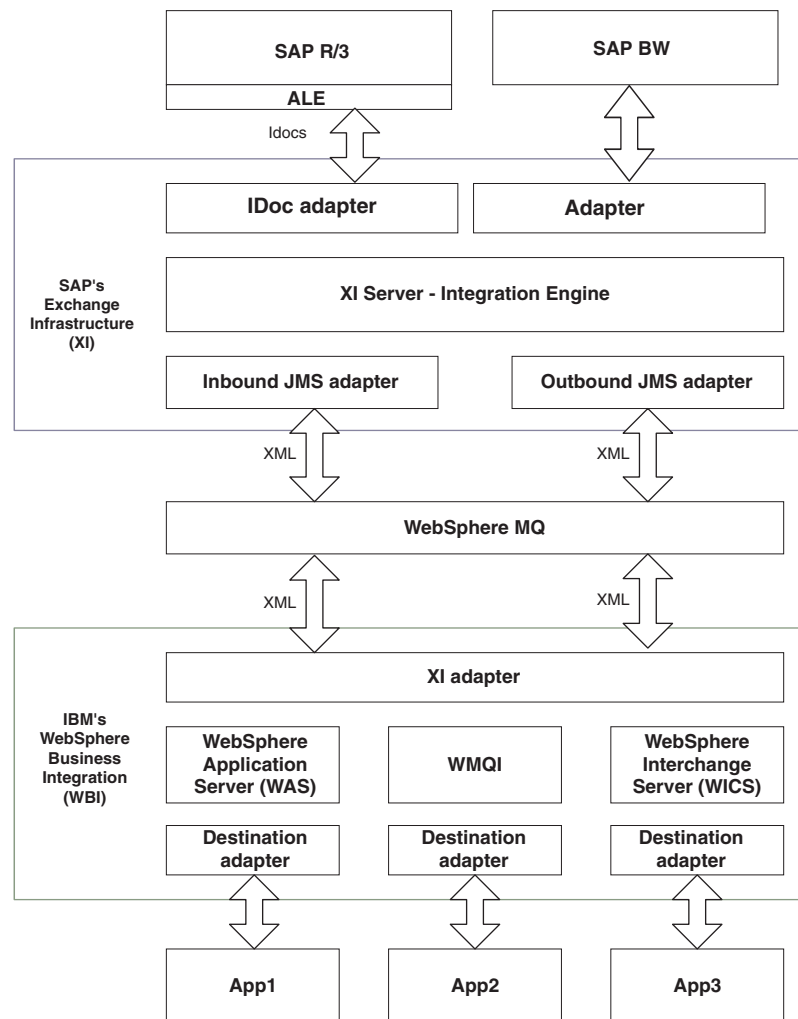 SAP R/3
SAP BW
ALE
Idocs
IDoc adapter
Adapter
SAP's
Exchange
Infrastructure
(XI)
XI Server - Integration Engine
Inbound JMS adapter
Outbound JMS adapter
XML
XML
WebSphere MQ
XML
XML
XI adapter
IBM's
WebSphere
Business
Integration
(WBI)
WebSphere
Application
Server (WAS)
WMQI
WebSphere
Interchange
Server (WICS)
Destination
adapter
Destination
adapter
Destination
adapter
App1
App2
App3